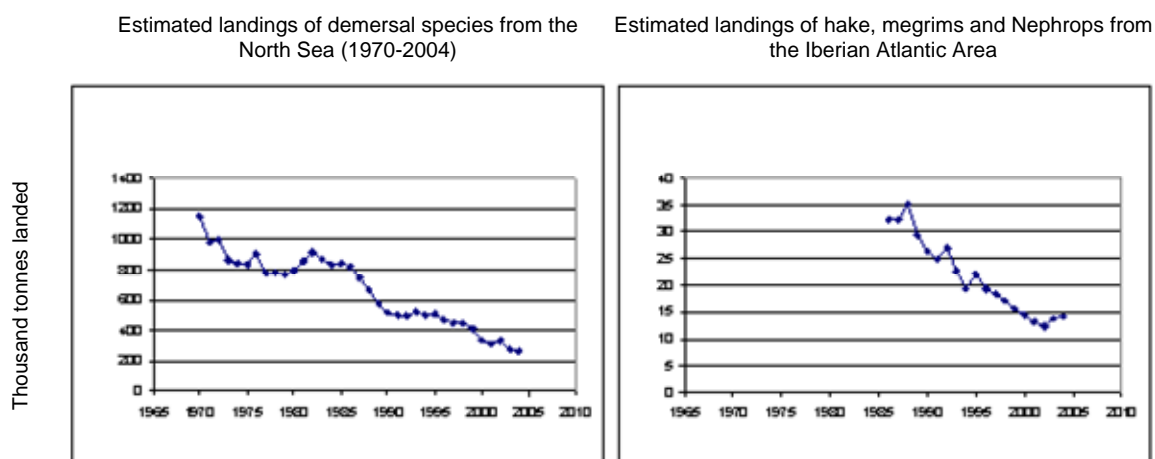 Estimated landings of demersal species from the
North Sea (1970-2004)
Estimated landings of hake, megrims and Nephrops from
the Iberian Atlantic Area
Thousand tonnes landed
1400
1200
1000
800
600
400
200
0
1965 1970 1975 1980 1985 1990 1995 2000 2005 2010
40
35
30
25
20
15
10
5
0
1965 1970 1975 1980 1985 1990 1995 2000 2005 2010